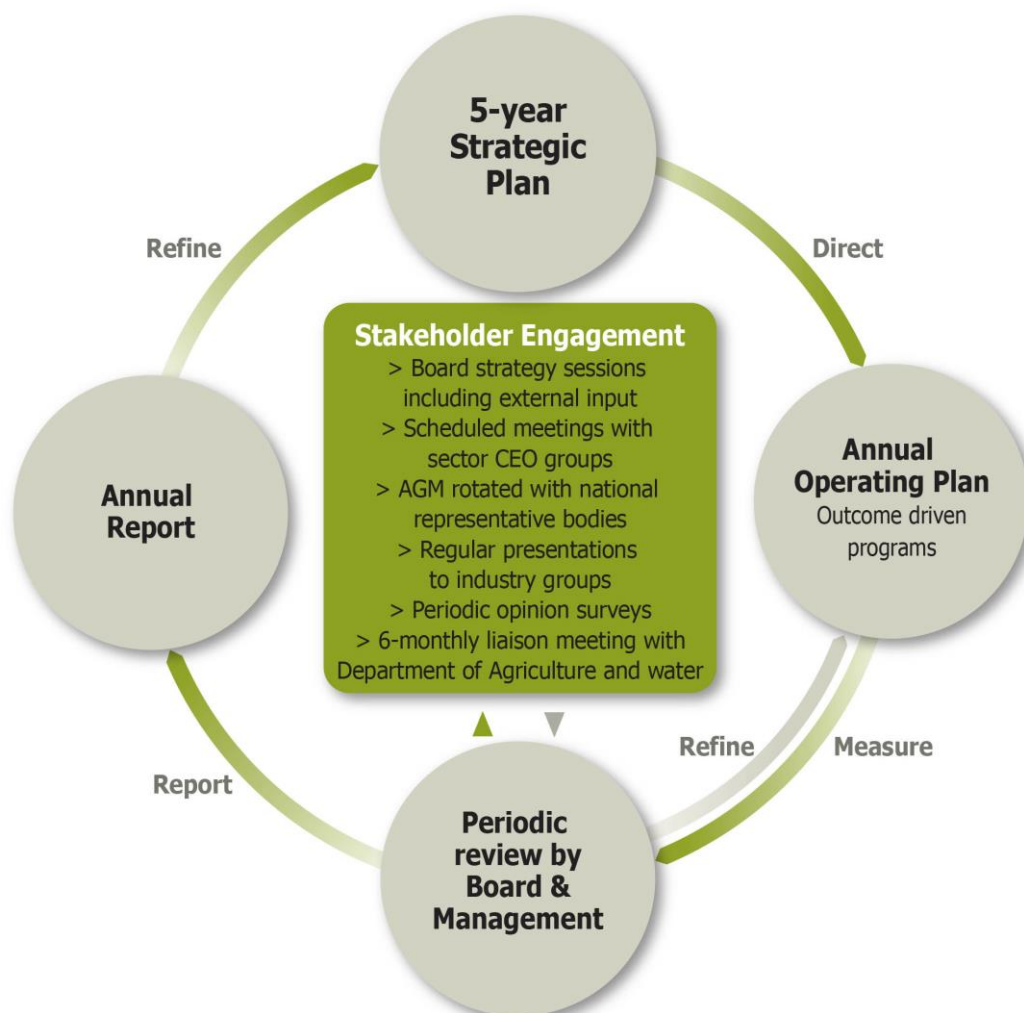 5-year
Strategic
Plan
Refine
Direct
Stakeholder Engagement
> Board strategy sessions
including external input
> Scheduled meetings with
sector CEO groups
> AGM rotated with national
representative bodies
> Regular presentations
to industry groups
> Periodic opinion surveys
> 6-monthly liaison meeting with
Department of Agriculture and water
Annual
Report
Annual
Operating Plan
Outcome driven
programs
Refine
Measure
Report
Periodic
review by
Board &
Management